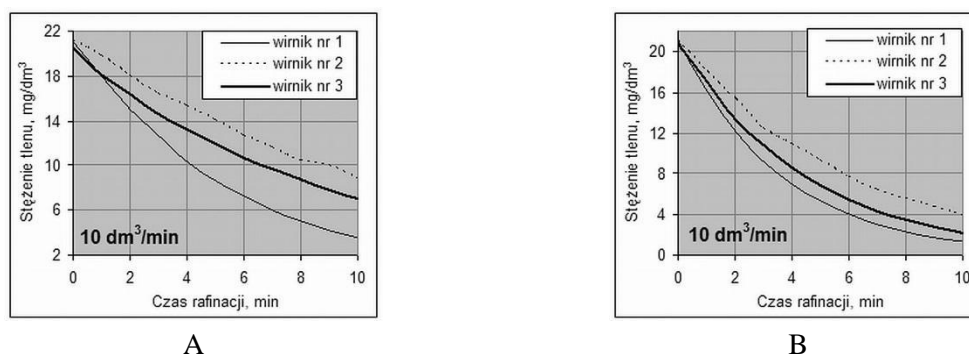 22
18
14
10
6
2
Stężenie tlenu, mg/dm³
wirnik nr 1
wirnik nr 2
wirnik nr 3
10 dm³/min
0 2 4 6 8 10
Czas rafinacji, min
A
20
16
12
8
4
0
Stężenie tlenu, mg/dm³
wirnik nr 1
wirnik nr 2
wirnik nr 3
10 dm³/min
0 2 4 6 8 10
Czas rafinacji, min
B